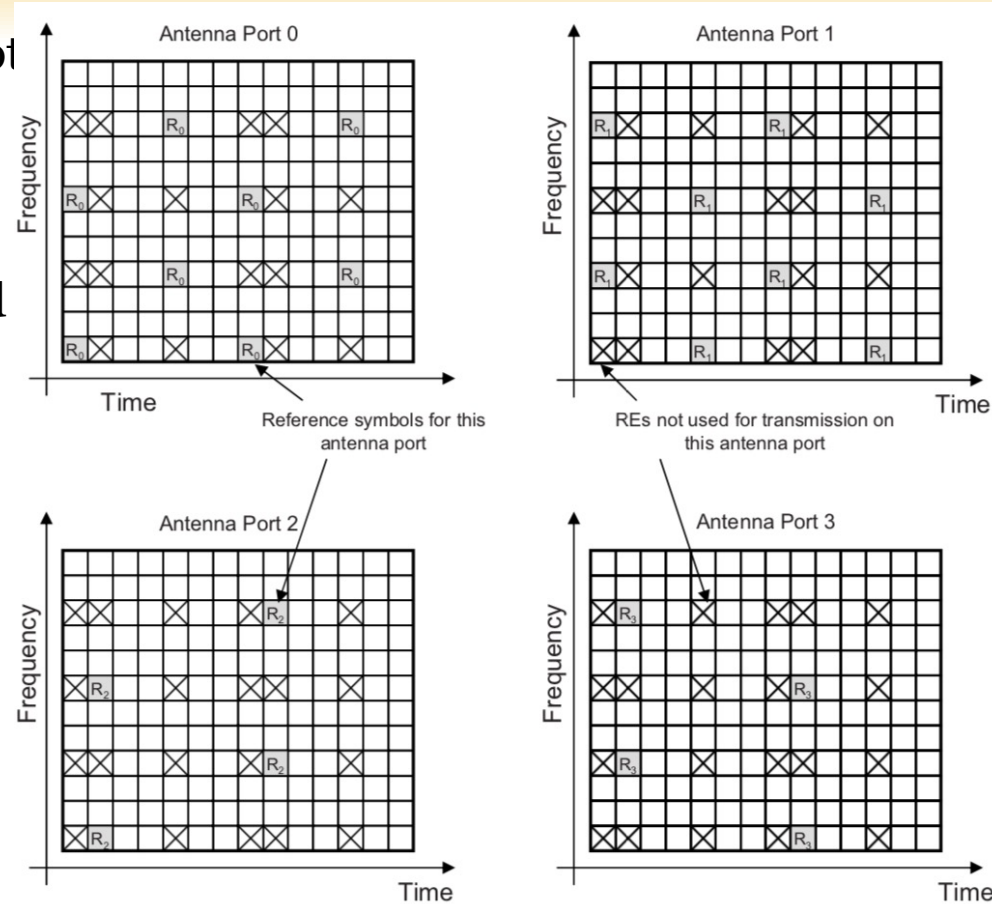 Antenna Port 0
Frequency
R0 R0
R0 R0
R0 R0
R0 R0
Time
Antenna Port 1
Frequency
R1 R1
R1 R1
R1 R1
R1 R1
Time
Reference symbols for this
antenna port
REs not used for transmission on
this antenna port
Antenna Port 2
Frequency
R2
R2
R2
R2
Time
Antenna Port 3
Frequency
R3
R3
R3
R3
Time